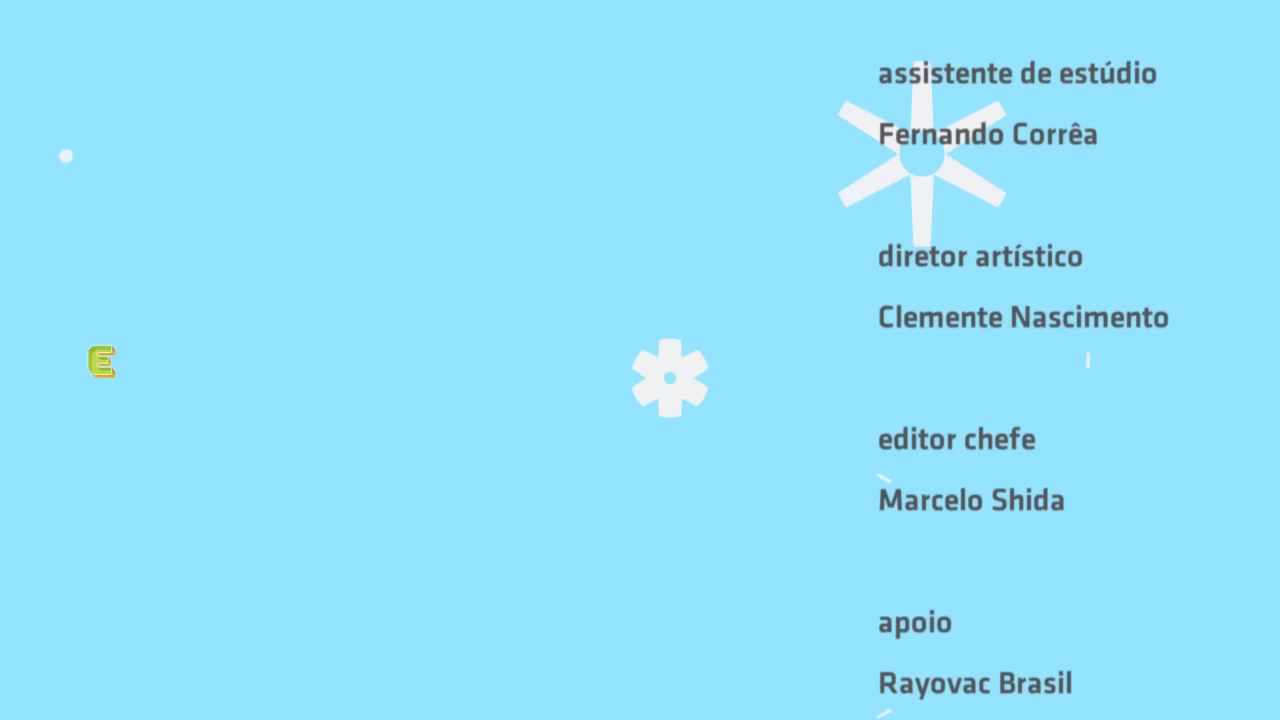 assistente de estúdio
Fernando Corrêa
diretor artístico
Clemente Nascimento
E
editor chefe
Marcelo Shida
apoio
Rayovac Brasil